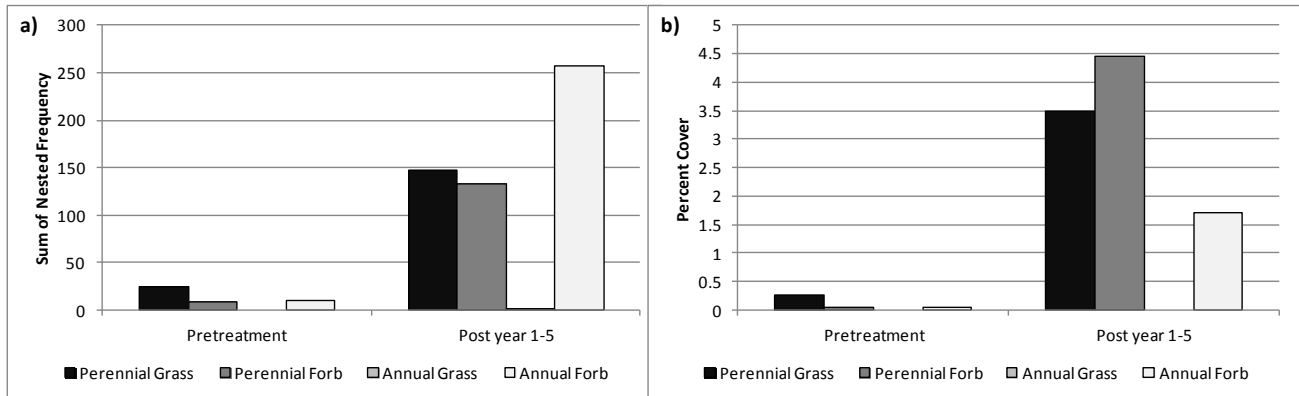 a)
300
250
200
150
100
50
0
Sum of Nested Frequency
Pretreatment Post year 1-5
Perennial Grass Perennial Forb Annual Grass Annual Forb
b)
5
4.5
4
3.5
3
2.5
2
1.5
1
0.5
0
Percent Cover
Pretreatment Post year 1-5
Perennial Grass Perennial Forb Annual Grass Annual Forb